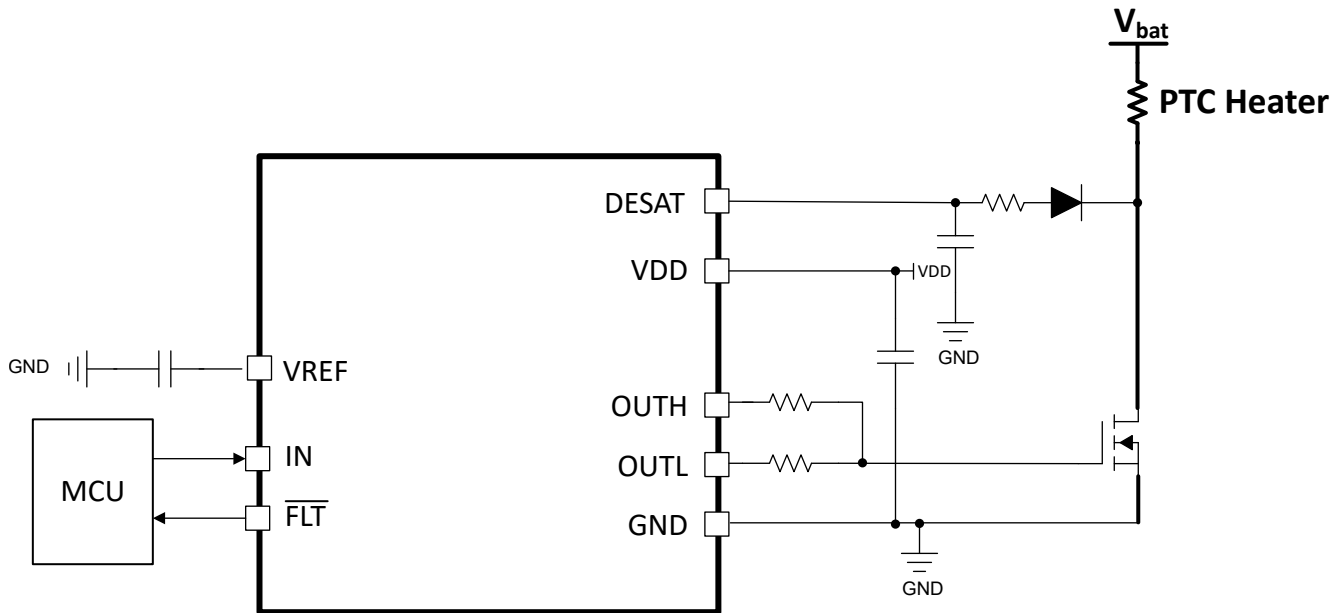 V_bat
PTC Heater
DESAT
VDD
VDD
GND
GND
VREF
OUTH
MCU
IN
OUTL
FLT
GND
GND